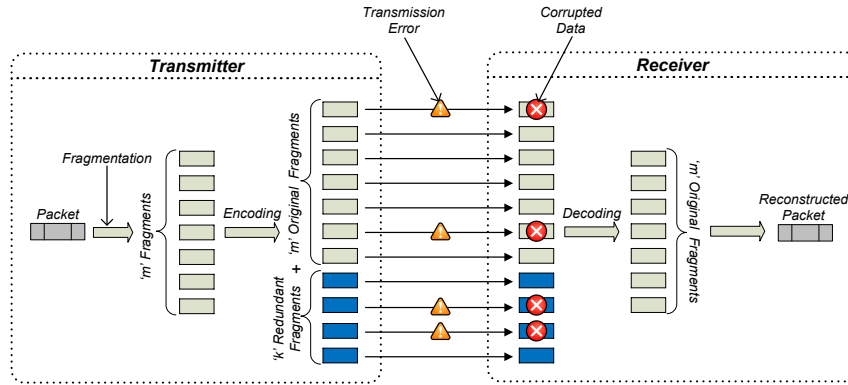 Transmission
Error
Corrupted
Data
Transmitter
Receiver
Fragmentation
Packet
'm' Fragments
Encoding
'm' Original Fragments
+
'k' Redundant
Fragments
Decoding
'm' Original Fragments
Reconstructed
Packet